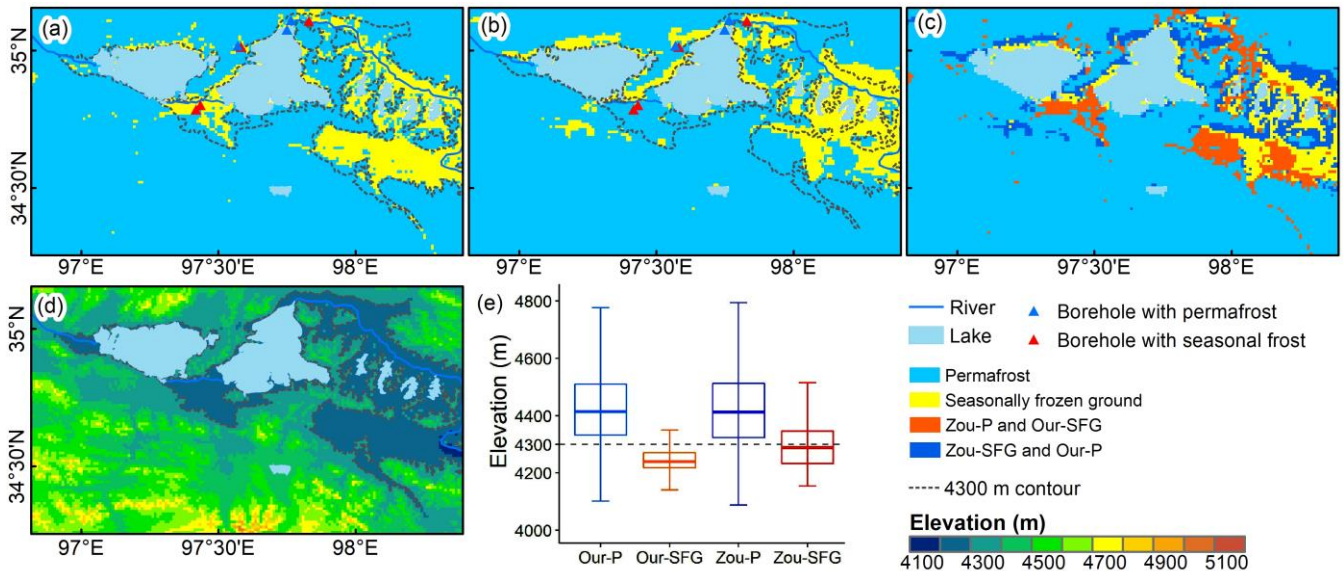 (a)
(b)
(c)
35°N
34°30'N
97°E
97°30'E
98°E
97°E
97°30'E
98°E
97°E
97°30'E
98°E
(d)
35°N
34°30'N
97°E
97°30'E
98°E
(e)
Elevation (m)
4800
4600
4400
4300
4200
4000
Our-P
Our-SFG
Zou-P
Zou-SFG
River
Lake
Borehole with permafrost
Borehole with seasonal frost
Permafrost
Seasonally frozen ground
Zou-P and Our-SFG
Zou-SFG and Our-P
4300 m contour
Elevation (m)
4100 4300 4500 4700 4900 5100